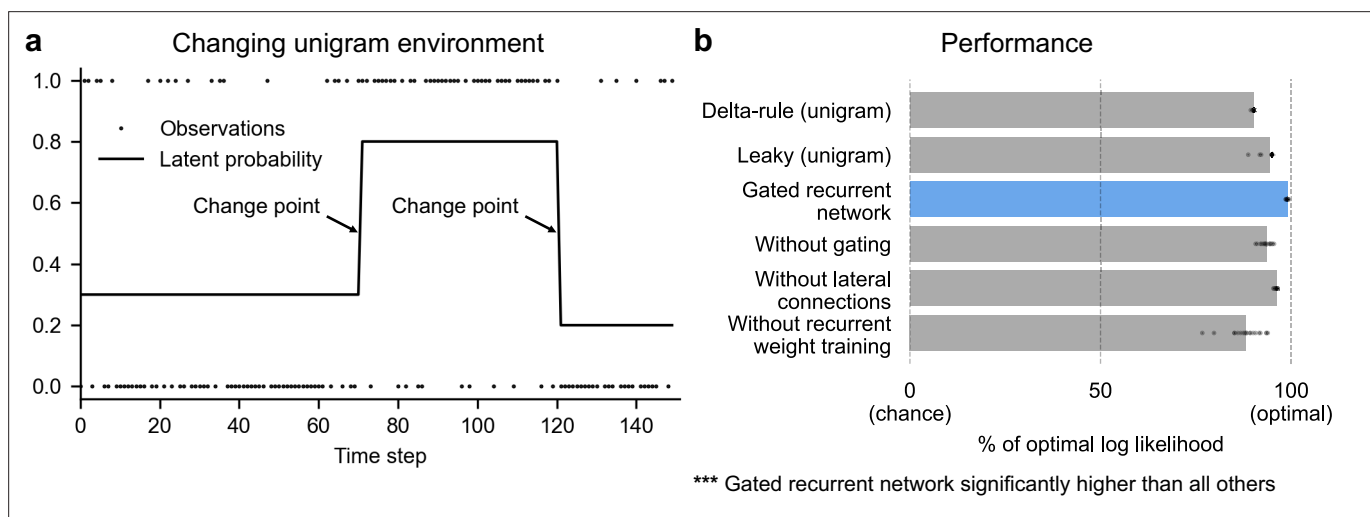 a
Changing unigram environment
1.0
0.8
0.6
0.4
0.2
0.0
Observations
Latent probability
Change point
Change point
0 20 40 60 80 100 120 140
Time step
b
Performance
Delta-rule (unigram)
Leaky (unigram)
Gated recurrent
network
Without gating
Without lateral
connections
Without recurrent
weight training
0 50 100
(chance) (optimal)
% of optimal log likelihood
*** Gated recurrent network significantly higher than all others